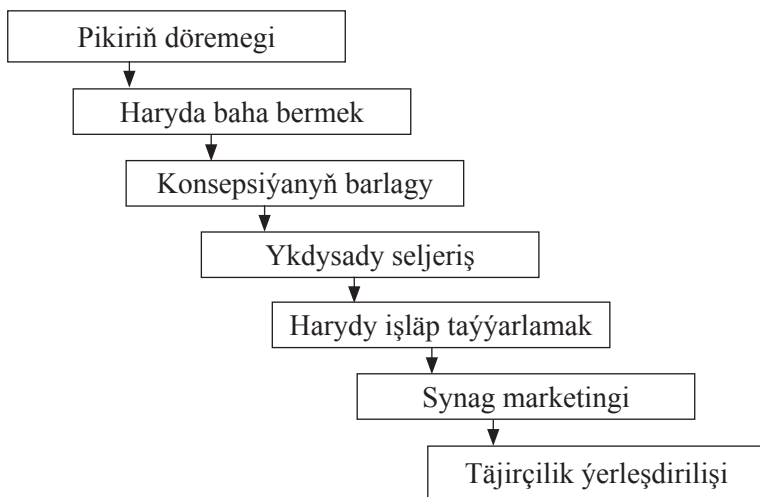 Pikiriň döremegi
Haryda baha bermek
Konsepsiýanyň barlagy
Ykdysady seljeriş
Harydy işläp taýýarlamak
Synag marketingi
Täjirçilik ýerleşdirilişi